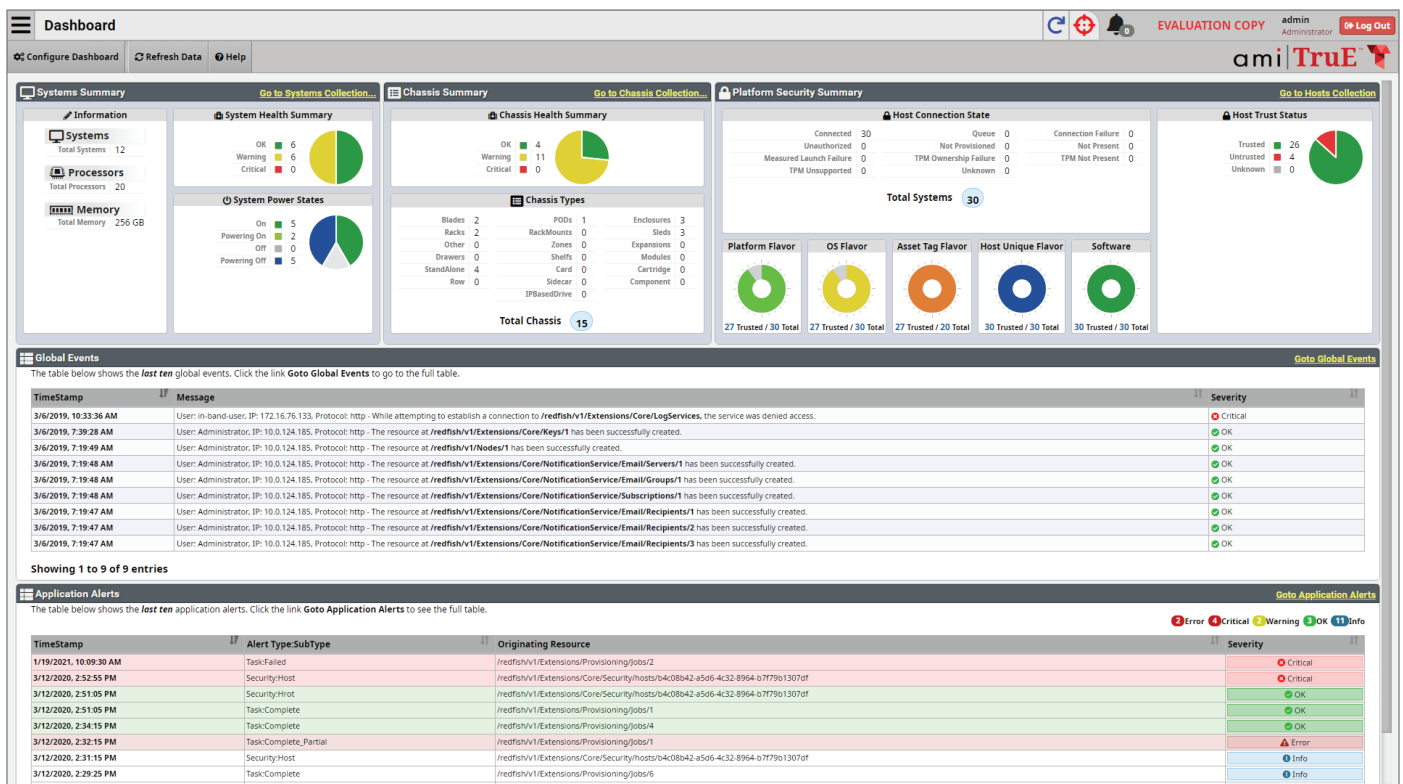 Dashboard
0
EVALUATION COPY
admin
Administrator
Log Out
Configure Dashboard Refresh Data Help
ami TruE
Systems Summary Go to Systems Collection...
Information
Systems
Total Systems 12
Processors
Total Processors 20
Memory
Total Memory 256 GB
System Health Summary
OK 6
Warning 6
Critical 0
System Power States
On 5
Powering On 2
Off 0
Powering Off 5
Chassis Summary Go to Chassis Collection...
Chassis Health Summary
OK 4
Warning 11
Critical 0
Chassis Types
Blades 2 PODs 1 Enclosures 3
Racks 2 RackMounts 0 Sleds 3
Other 0 Zones 0 Expansions 0
Drawers 0 Shelfs 0 Modules 0
StandAlone 4 Card 0 Cartridge 0
Row 0 Sidecar 0 Component 0
IPBasedDrive 0
Total Chassis 15
Platform Security Summary Go to Hosts Collection
Host Connection State
Connected 30 Queue 0 Connection Failure 0
Unauthorized 0 Not Provisioned 0 Not Present 0
Measured Launch Failure 0 TPM Ownership Failure 0 TPM Not Present 0
TPM Unsupported 0 Unknown 0
Total Systems 30
Host Trust Status
Trusted 26
Untrusted 4
Unknown 0
Platform Flavor OS Flavor Asset Tag Flavor Host Unique Flavor Software
27 Trusted / 30 Total 27 Trusted / 30 Total 27 Trusted / 20 Total 30 Trusted / 30 Total 30 Trusted / 30 Total
Global Events Goto Global Events
The table below shows the last ten global events. Click the link Goto Global Events to go to the full table.
TimeStamp Message Severity
3/6/2019, 10:33:36 AM User: in-band-user, IP: 172.16.76.133, Protocol: http - While attempting to establish a connection to /redfish/v1/Extensions/Core/LogServices, the service was denied access. Critical
3/6/2019, 7:39:28 AM User: Administrator, IP: 10.0.124.185, Protocol: http - The resource at /redfish/v1/Extensions/Core/Keys/1 has been successfully created. OK
3/6/2019, 7:19:49 AM User: Administrator, IP: 10.0.124.185, Protocol: http - The resource at /redfish/v1/Nodes/1 has been successfully created. OK
3/6/2019, 7:19:48 AM User: Administrator, IP: 10.0.124.185, Protocol: http - The resource at /redfish/v1/Extensions/Core/NotificationService/Email/Servers/1 has been successfully created. OK
3/6/2019, 7:19:48 AM User: Administrator, IP: 10.0.124.185, Protocol: http - The resource at /redfish/v1/Extensions/Core/NotificationService/Email/Groups/1 has been successfully created. OK
3/6/2019, 7:19:48 AM User: Administrator, IP: 10.0.124.185, Protocol: http - The resource at /redfish/v1/Extensions/Core/NotificationService/Subscriptions/1 has been successfully created. OK
3/6/2019, 7:19:47 AM User: Administrator, IP: 10.0.124.185, Protocol: http - The resource at /redfish/v1/Extensions/Core/NotificationService/Email/Recipients/1 has been successfully created. OK
3/6/2019, 7:19:47 AM User: Administrator, IP: 10.0.124.185, Protocol: http - The resource at /redfish/v1/Extensions/Core/NotificationService/Email/Recipients/2 has been successfully created. OK
3/6/2019, 7:19:47 AM User: Administrator, IP: 10.0.124.185, Protocol: http - The resource at /redfish/v1/Extensions/Core/NotificationService/Email/Recipients/3 has been successfully created. OK
Showing 1 to 9 of 9 entries
Application Alerts Goto Application Alerts
The table below shows the last ten application alerts. Click the link Goto Application Alerts to see the full table.
2 Error 4 Critical 2 Warning 3 OK 11 Info
TimeStamp Alert Type:SubType Originating Resource Severity
1/19/2021, 10:09:30 AM Task:Failed /redfish/v1/Extensions/Provisioning/Jobs/2 Critical
3/12/2020, 2:52:55 PM Security:Host /redfish/v1/Extensions/Core/Security/hosts/b4c08b42-a5d6-4c32-8964-b7f79b1307df Critical
3/12/2020, 2:51:05 PM Security:Hrot /redfish/v1/Extensions/Core/Security/hosts/b4c08b42-a5d6-4c32-8964-b7f79b1307df OK
3/12/2020, 2:51:05 PM Task:Complete /redfish/v1/Extensions/Provisioning/Jobs/1 OK
3/12/2020, 2:34:15 PM Task:Complete /redfish/v1/Extensions/Provisioning/Jobs/4 OK
3/12/2020, 2:32:15 PM Task:Complete_Partial /redfish/v1/Extensions/Provisioning/Jobs/1 Error
3/12/2020, 2:31:15 PM Security:Host /redfish/v1/Extensions/Core/Security/hosts/b4c08b42-a5d6-4c32-8964-b7f79b1307df Info
3/12/2020, 2:29:25 PM Task:Complete /redfish/v1/Extensions/Provisioning/Jobs/6 Info